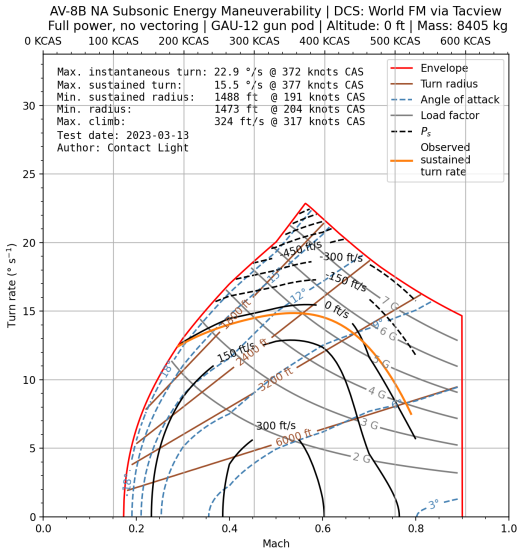 AV-8B NA Subsonic Energy Maneuverability | DCS: World FM via Tacview
Full power, no vectoring | GAU-12 gun pod | Altitude: 0 ft | Mass: 8405 kg
0 KCAS 100 KCAS 200 KCAS 300 KCAS 400 KCAS 500 KCAS 600 KCAS
Max. instantaneous turn: 22.9 °/s @ 372 knots CAS
Max. sustained turn: 15.5 °/s @ 377 knots CAS
Min. sustained radius: 1488 ft @ 191 knots CAS
Min. radius: 1473 ft @ 204 knots CAS
Max. climb: 324 ft/s @ 317 knots CAS
Test date: 2023-03-13
Author: Contact Light
Envelope
Turn radius
Angle of attack
Load factor
Ps
Observed
sustained
turn rate
Turn rate (° s⁻¹)
30
25
20
15
10
5
0
-450 ft/s
-300 ft/s
-150 ft/s
0 ft/s
150 ft/s
300 ft/s
12°
3°
2400 ft
3200 ft
6000 ft
7 G
6 G
4 G
3 G
2 G
0.0 0.2 0.4 0.6 0.8 1.0
Mach